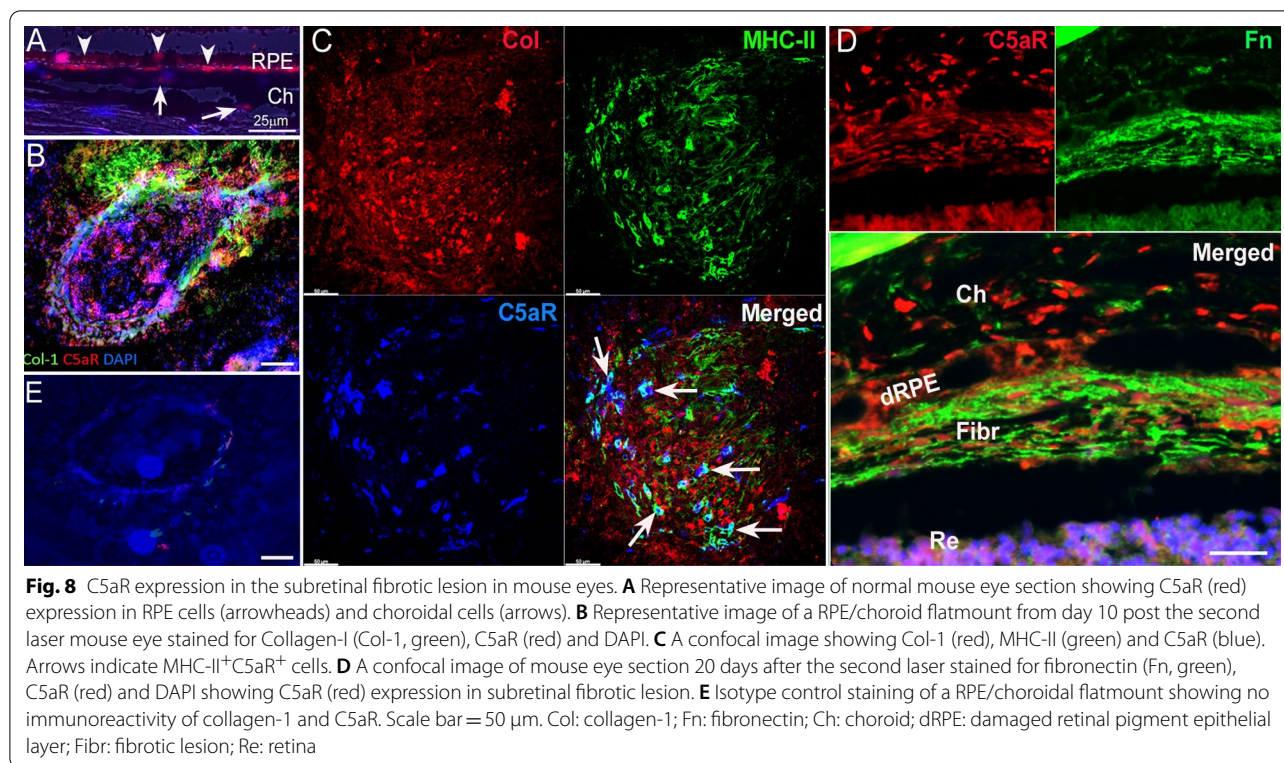 A
RPE
Ch
25μm
B
Col-1 C5aR DAPI
E
C
Col
MHC-II
C5aR
Merged
50 μm
50 μm
50 μm
50 μm
D
C5aR
Fn
Merged
Ch
dRPE
Fibr
Re
Fig. 8 C5aR expression in the subretinal fibrotic lesion in mouse eyes. A Representative image of normal mouse eye section showing C5aR (red)
expression in RPE cells (arrowheads) and choroidal cells (arrows). B Representative image of a RPE/choroid flatmount from day 10 post the second
laser mouse eye stained for Collagen-I (Col-1, green), C5aR (red) and DAPI. C A confocal image showing Col-1 (red), MHC-II (green) and C5aR (blue).
Arrows indicate MHC-II⁺C5aR⁺ cells. D A confocal image of mouse eye section 20 days after the second laser stained for fibronectin (Fn, green),
C5aR (red) and DAPI showing C5aR (red) expression in subretinal fibrotic lesion. E Isotype control staining of a RPE/choroidal flatmount showing no
immunoreactivity of collagen-1 and C5aR. Scale bar = 50 μm. Col: collagen-1; Fn: fibronectin; Ch: choroid; dRPE: damaged retinal pigment epithelial
layer; Fibr: fibrotic lesion; Re: retina